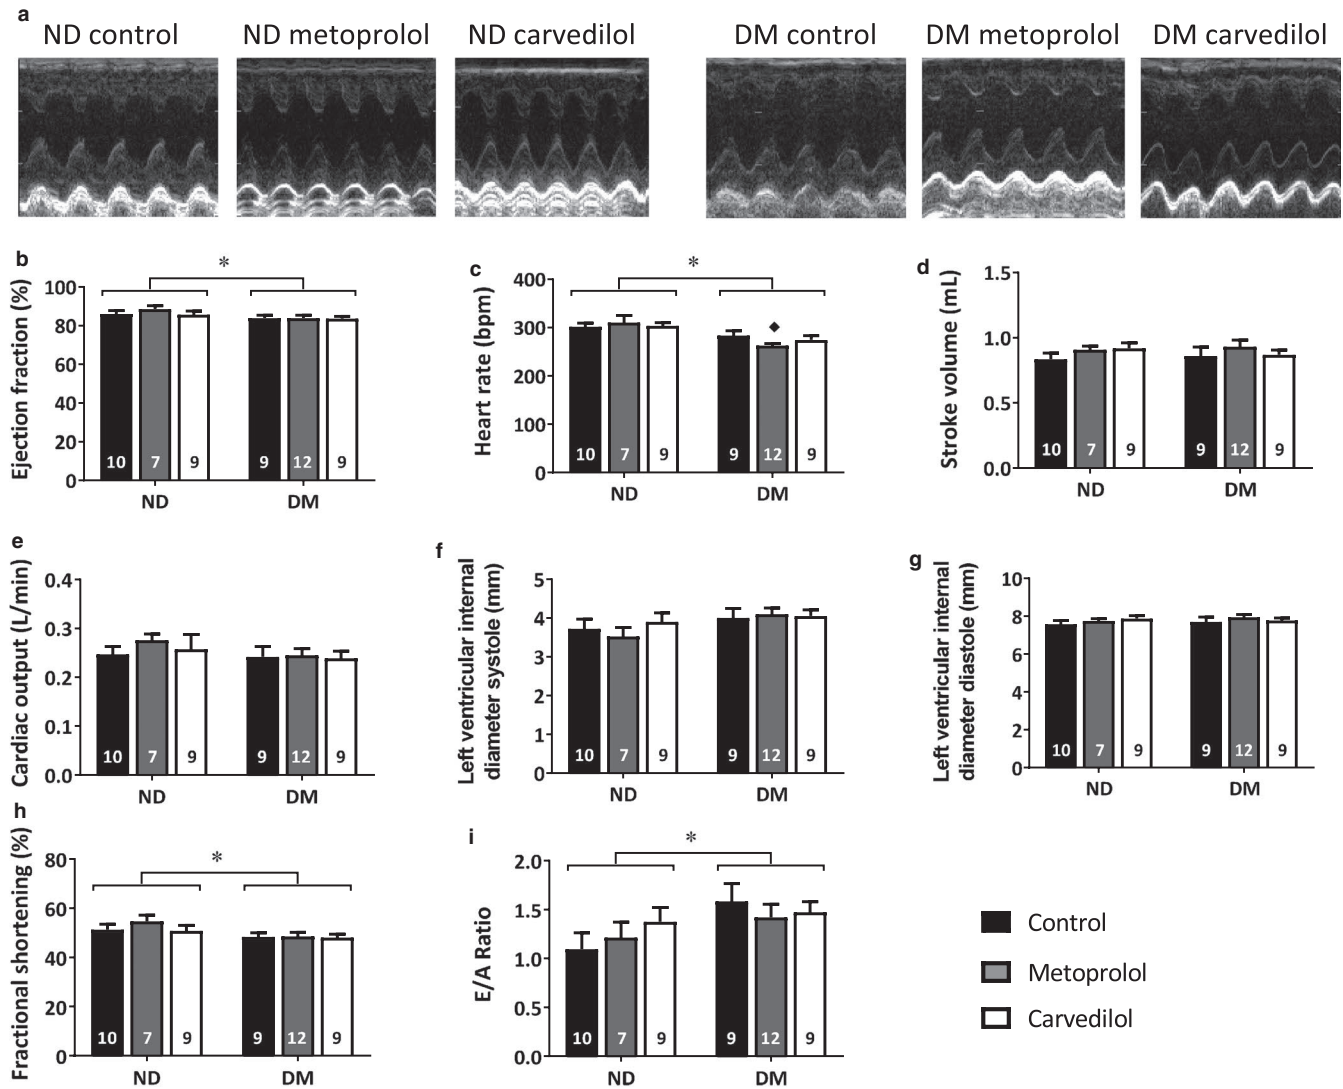 a
ND control
ND metoprolol
ND carvedilol
DM control
DM metoprolol
DM carvedilol
b
Ejection fraction (%)
100
80
60
40
20
0
*
10
7
9
9
12
9
ND
DM
c
Heart rate (bpm)
400
300
200
100
0
*
◆
10
7
9
9
12
9
ND
DM
d
Stroke volume (mL)
1.5
1.0
0.5
0.0
10
7
9
9
12
9
ND
DM
e
Cardiac output (L/min)
0.4
0.3
0.2
0.1
0.0
10
7
9
9
12
9
ND
DM
f
Left ventricular internal
diameter systole (mm)
5
4
3
2
1
0
10
7
9
9
12
9
ND
DM
g
Left ventricular internal
diameter diastole (mm)
10
8
6
4
2
0
10
7
9
9
12
9
ND
DM
h
Fractional shortening (%)
80
60
40
20
0
*
10
7
9
9
12
9
ND
DM
i
E/A Ratio
2.0
1.5
1.0
0.5
0.0
*
10
7
9
9
12
9
ND
DM
Control
Metoprolol
Carvedilol